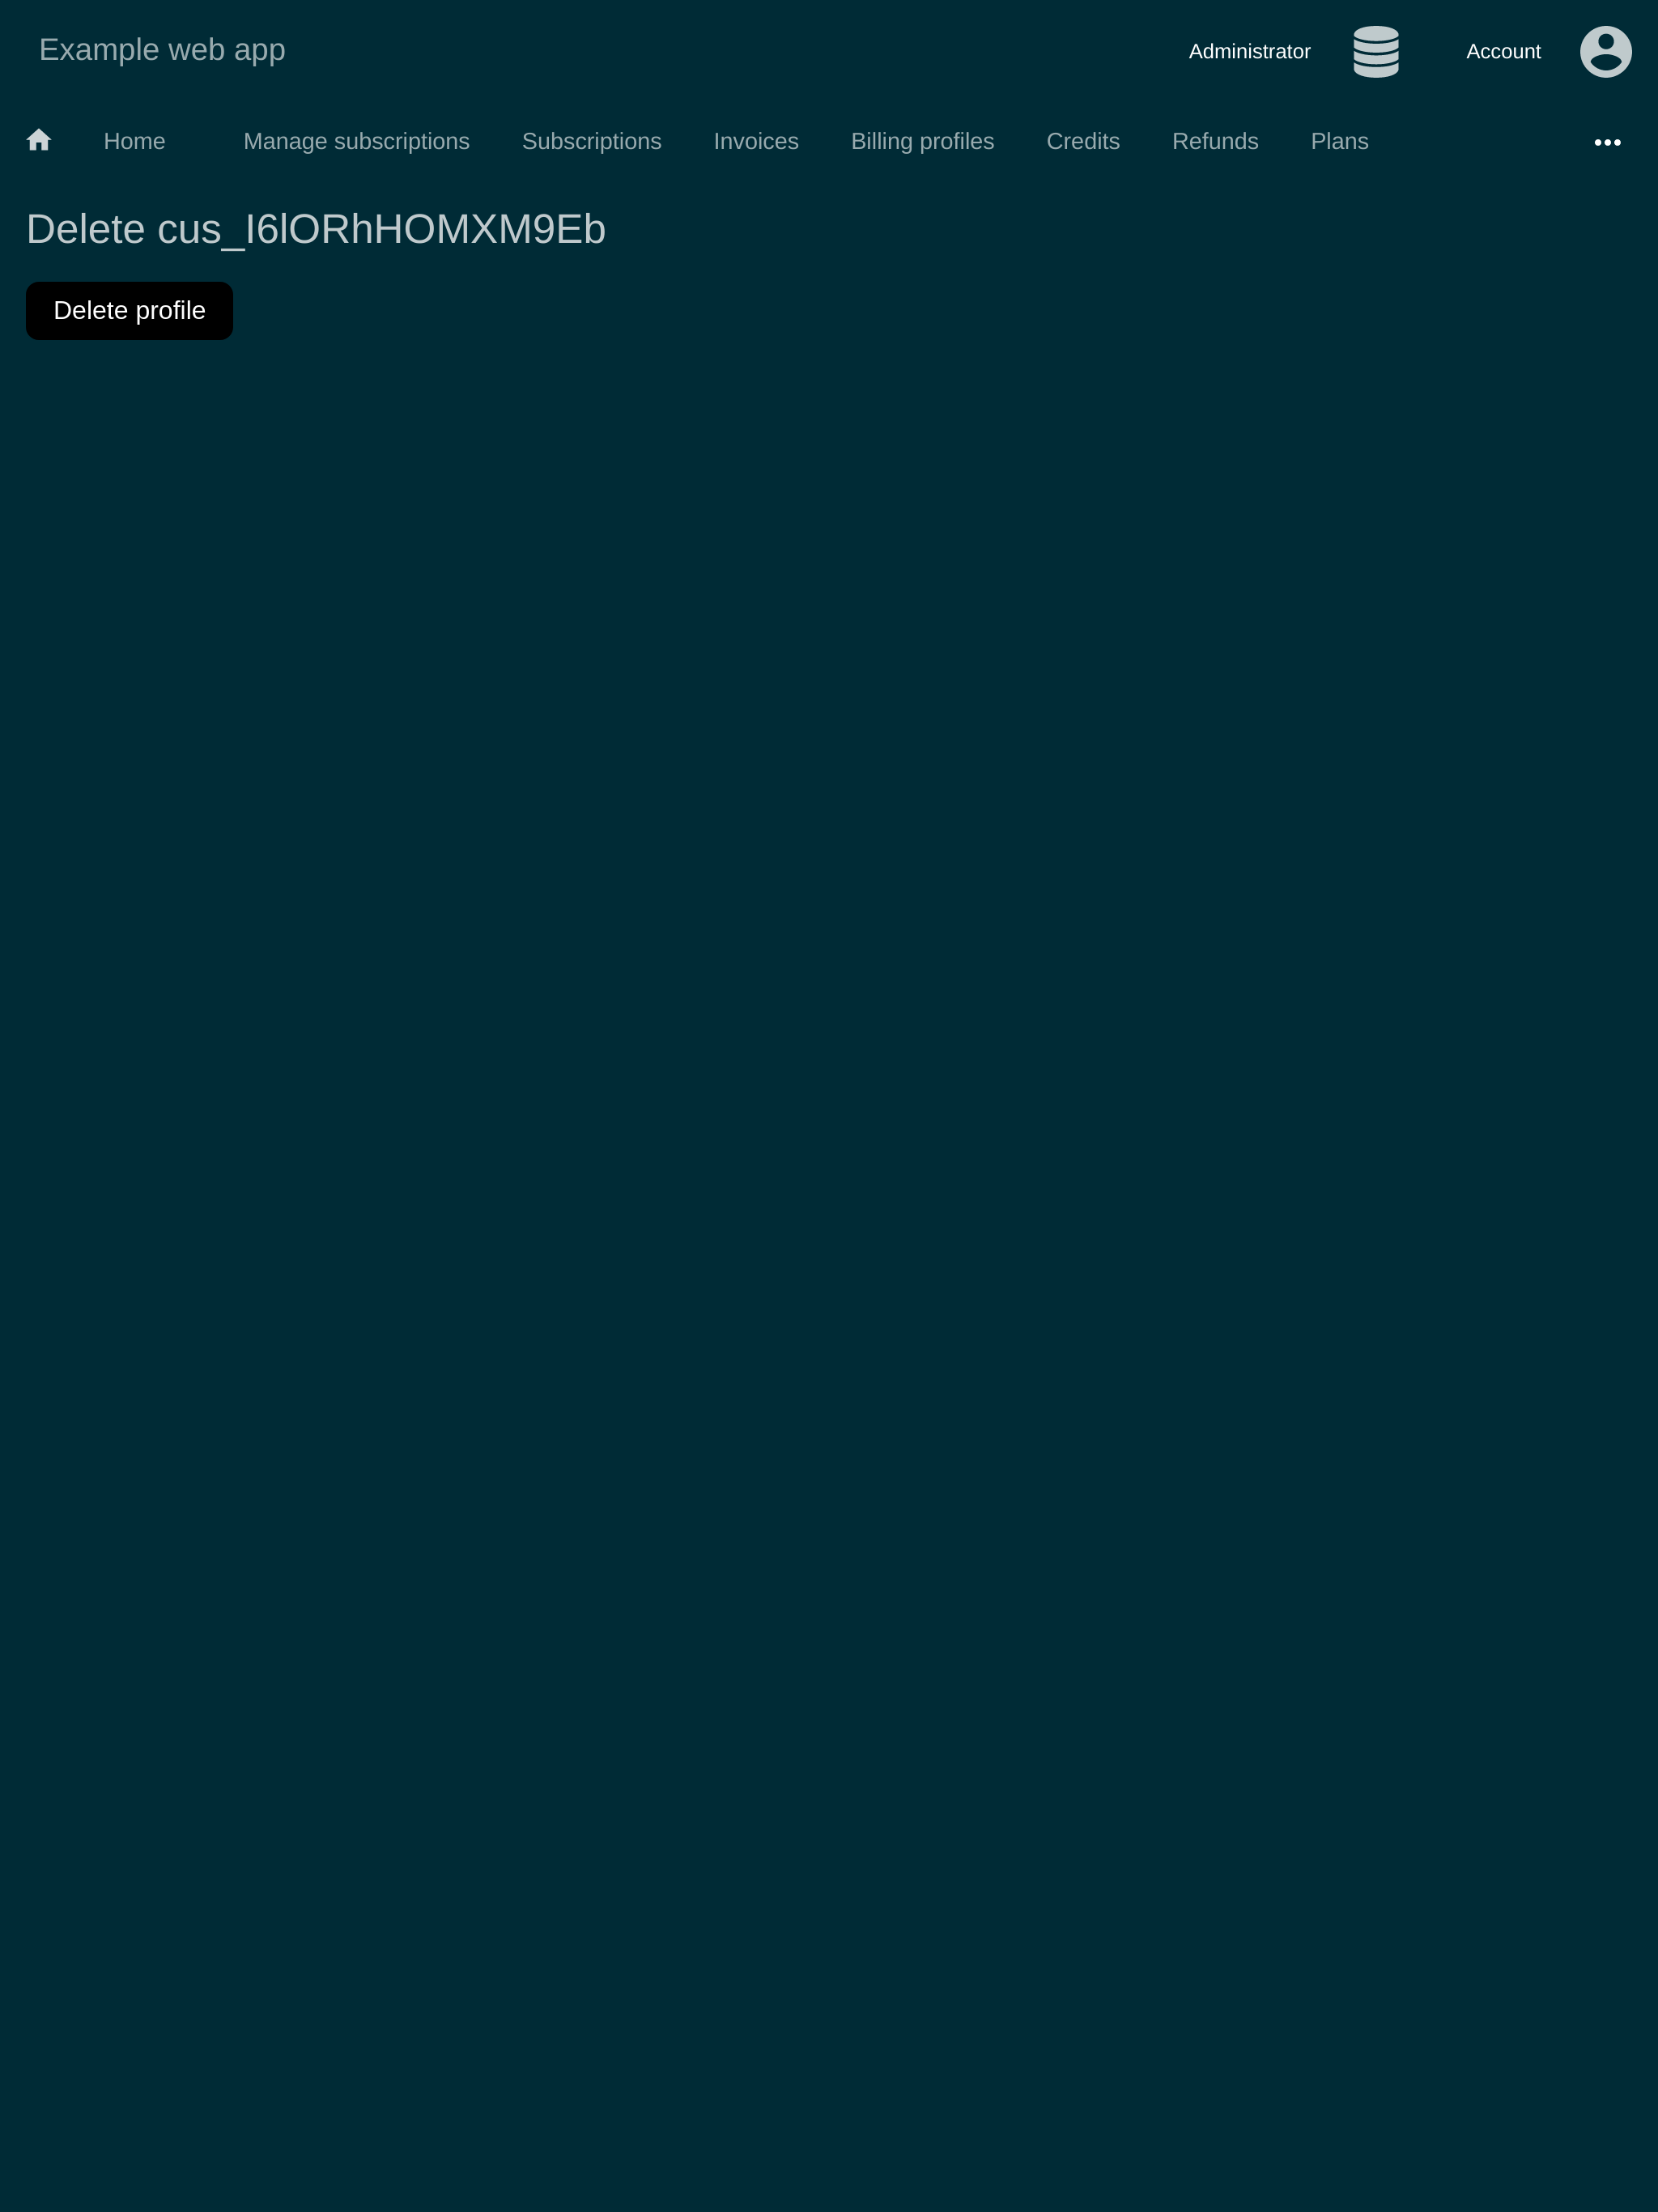 Example web app
Administrator
Account
Home
Manage subscriptions
Subscriptions
Invoices
Billing profiles
Credits
Refunds
Plans
Delete cus_I6lORhHOMXM9Eb
Delete profile